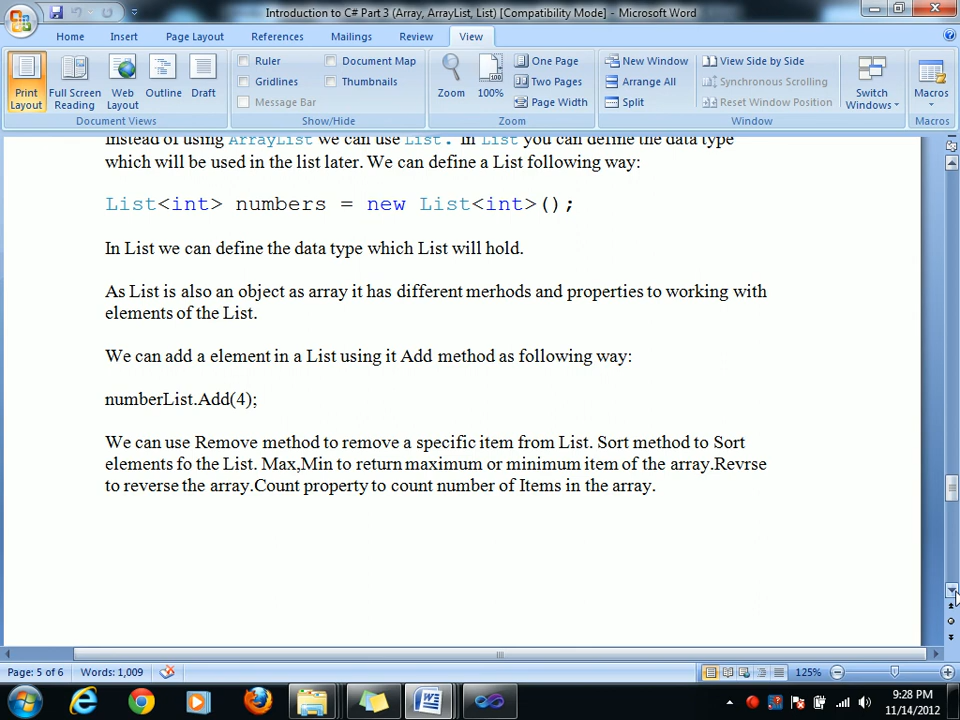 Introduction to C# Part 3 (Array, ArrayList, List) [Compatibility Mode] - Microsoft Word
Home Insert Page Layout References Mailings Review View
Print Layout
Full Screen Reading
Web Layout
Outline
Draft
Document Views
Ruler
Gridlines
Message Bar
Document Map
Thumbnails
Show/Hide
Zoom
100%
One Page
Two Pages
Page Width
Zoom
New Window
Arrange All
Split
View Side by Side
Synchronous Scrolling
Reset Window Position
Window
Switch Windows
Macros
Macros
Instead of using ArrayList we can use List. In List you can define the data type
which will be used in the list later. We can define a List following way:
List<int> numbers = new List<int>();
In List we can define the data type which List will hold.
As List is also an object as array it has different merhods and properties to working with
elements of the List.
We can add a element in a List using it Add method as following way:
numberList.Add(4);
We can use Remove method to remove a specific item from List. Sort method to Sort
elements fo the List. Max,Min to return maximum or minimum item of the array.Revrse
to reverse the array.Count property to count number of Items in the array.
Page: 5 of 6 Words: 1,009 125%
9:28 PM
11/14/2012